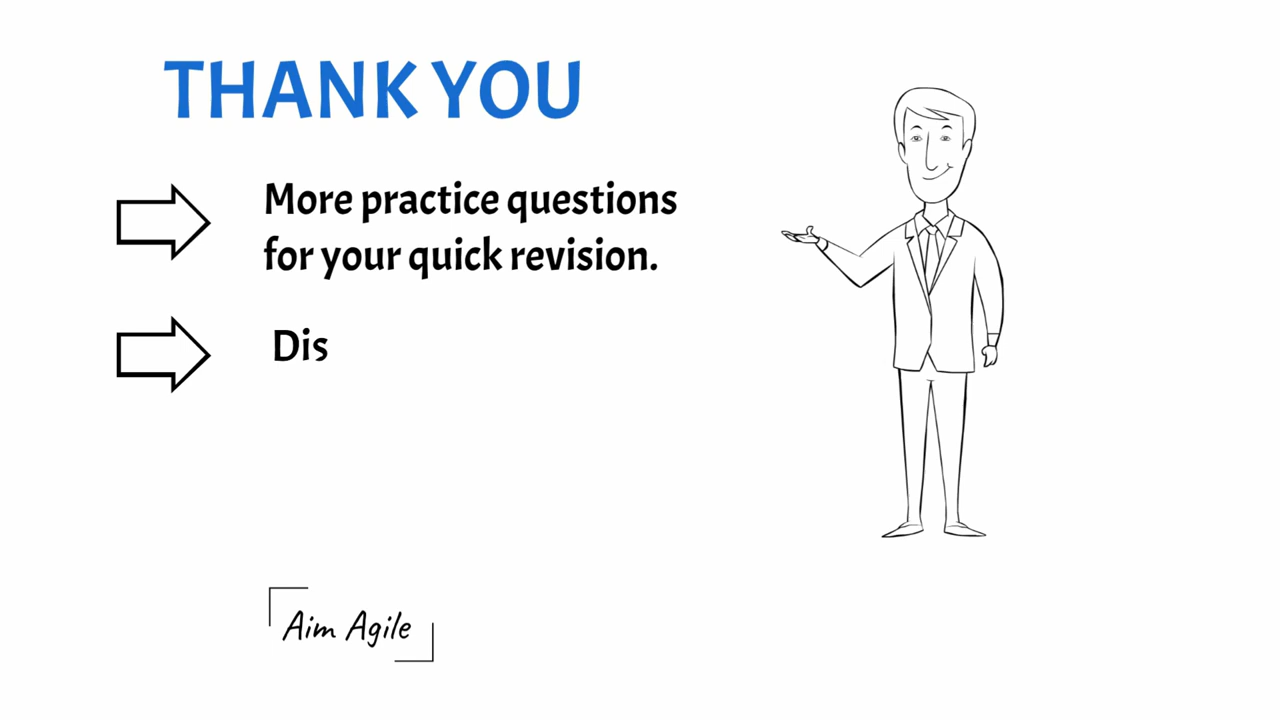 THANK YOU
More practice questions
for your quick revision.
Dis
Aim Agile